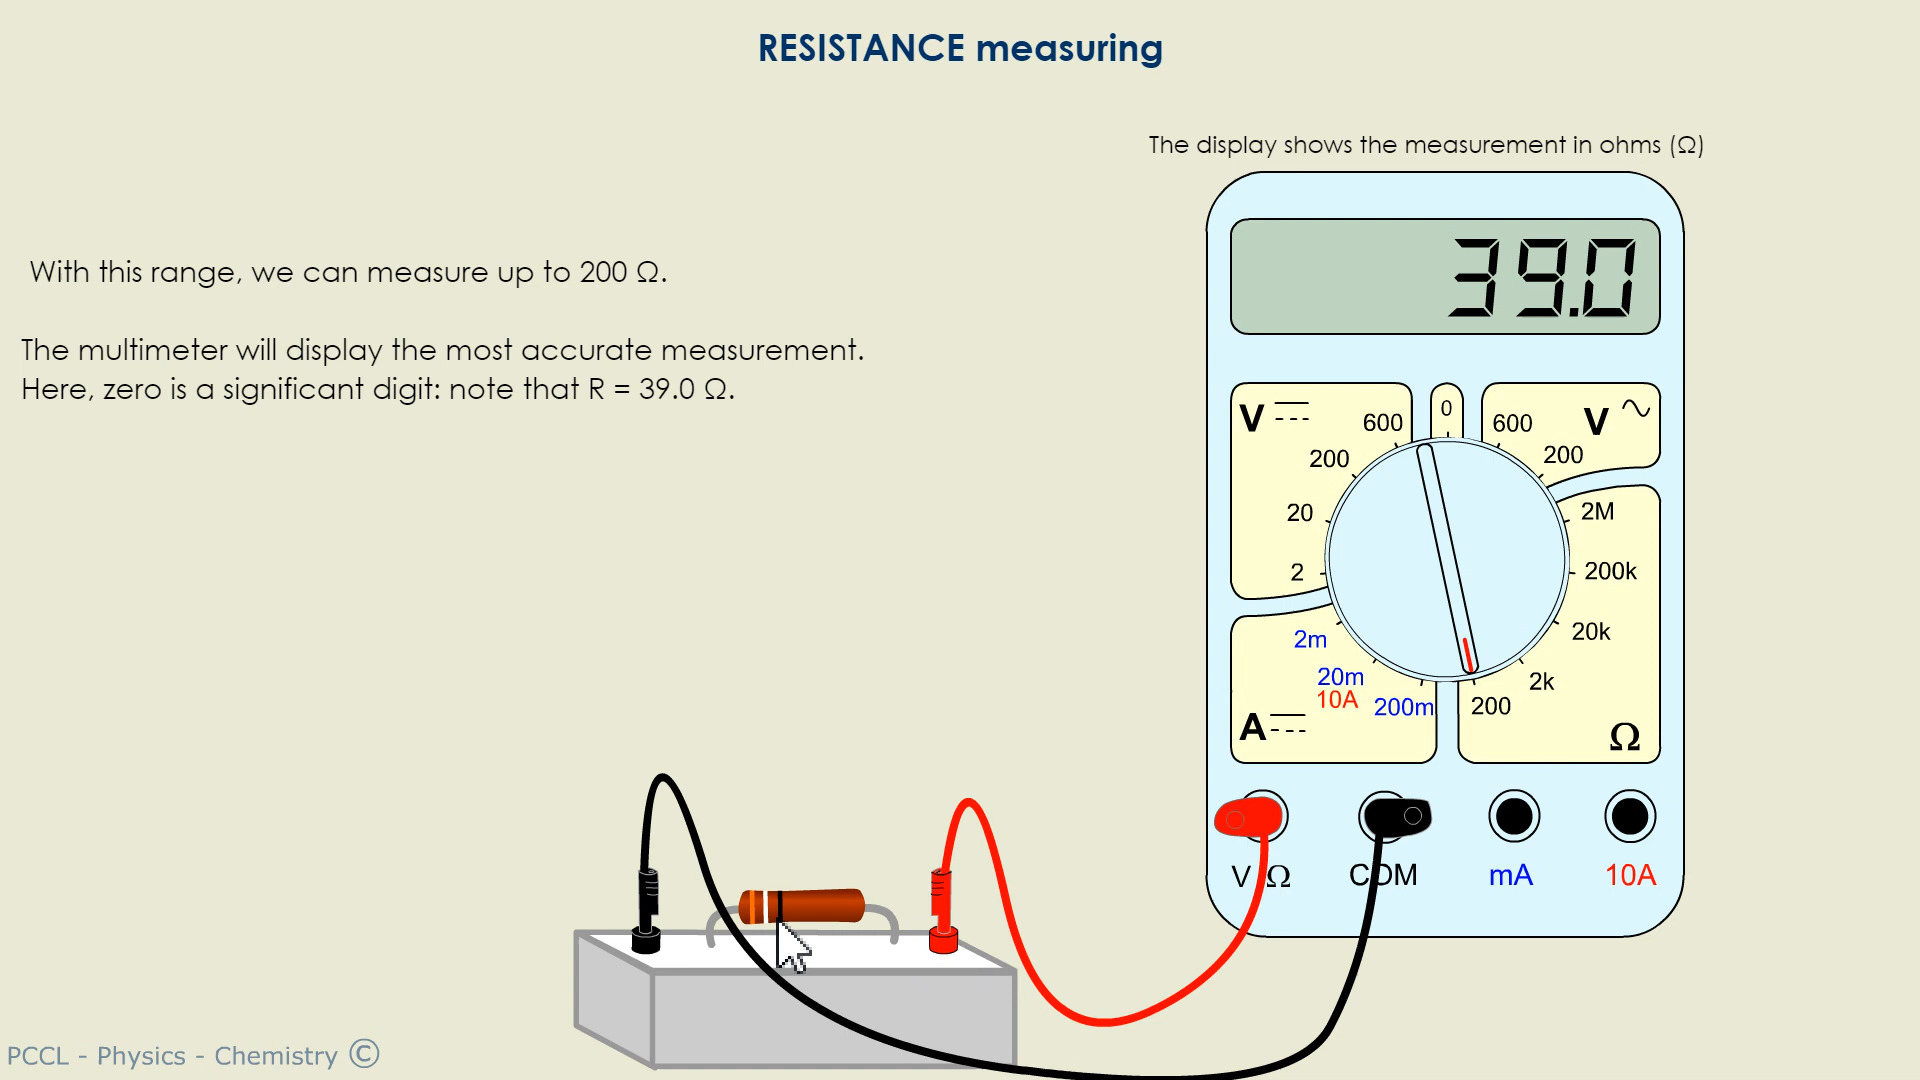 RESISTANCE measuring
The display shows the measurement in ohms (Ω)
39.0
With this range, we can measure up to 200 Ω.
The multimeter will display the most accurate measurement.
Here, zero is a significant digit: note that R = 39.0 Ω.
V 600 0 600 V
200 200
20 2M
2 200k
2m 20k
20m 2k
10A 200m 200
A Ω
V Ω COM mA 10A
PCCL - Physics - Chemistry ©